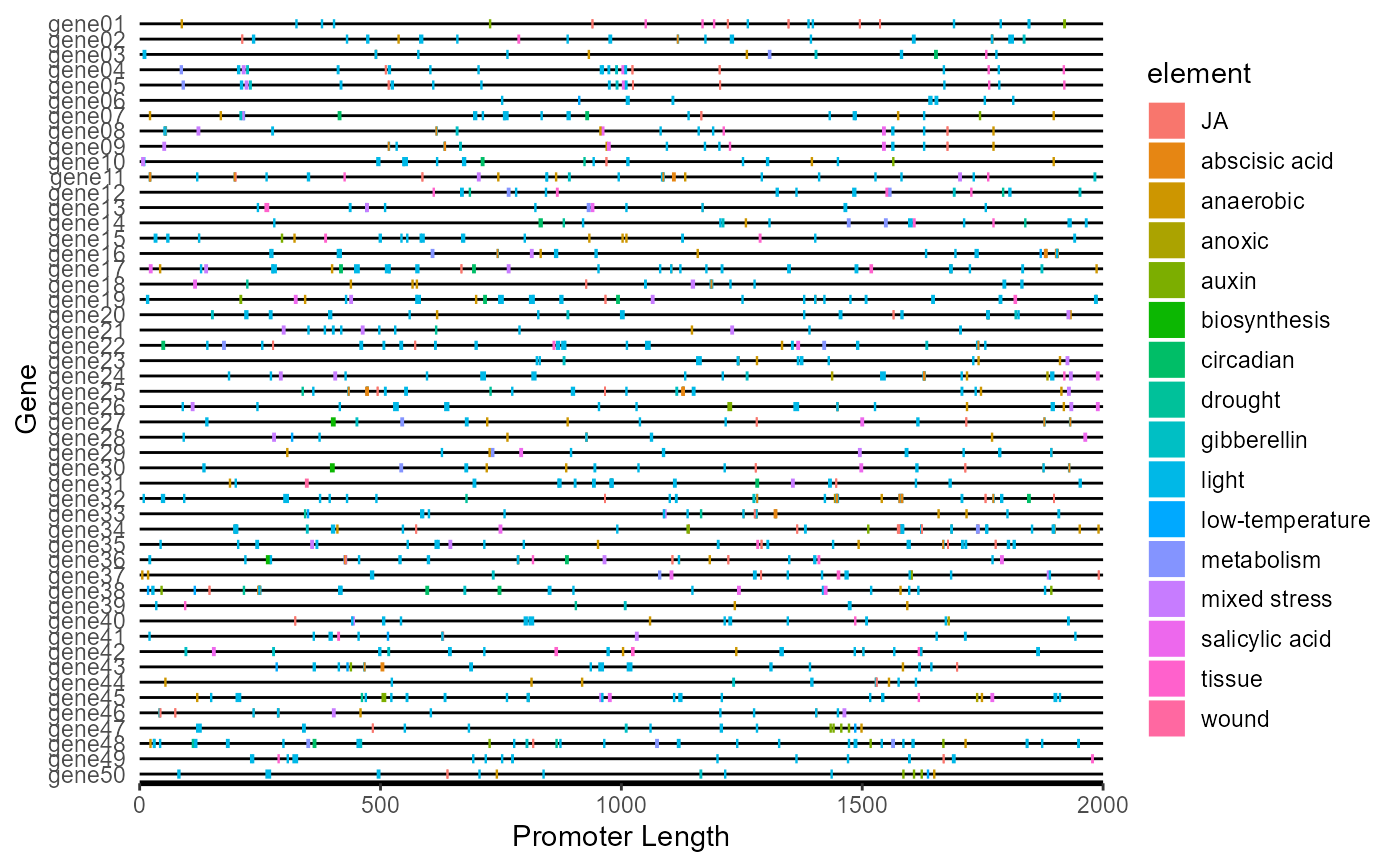 gene01
gene02
gene03
gene04
gene05
gene06
gene07
gene08
gene09
gene10
gene11
gene12
gene13
gene14
gene15
gene16
gene17
gene18
gene19
gene20
gene21
gene22
gene23
gene24
gene25
gene26
gene27
gene28
gene29
gene30
gene31
gene32
gene33
gene34
gene35
gene36
gene37
gene38
gene39
gene40
gene41
gene42
gene43
gene44
gene45
gene46
gene47
gene48
gene49
gene50
Gene
0 500 1000 1500 2000
Promoter Length
element
JA
abscisic acid
anaerobic
anoxic
auxin
biosynthesis
circadian
drought
gibberellin
light
low-temperature
metabolism
mixed stress
salicylic acid
tissue
wound